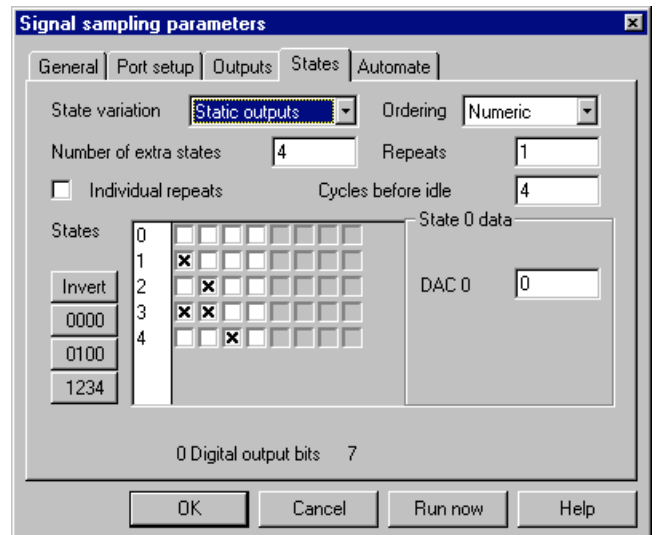 Signal sampling parameters
General Port setup Outputs States Automate
State variation Static outputs Ordering Numeric
Number of extra states 4 Repeats 1
Individual repeats Cycles before idle 4
States State 0 data
0
1
Invert 2 DAC 0 0
0000 3
0100 4
1234
0 Digital output bits 7
OK Cancel Run now Help